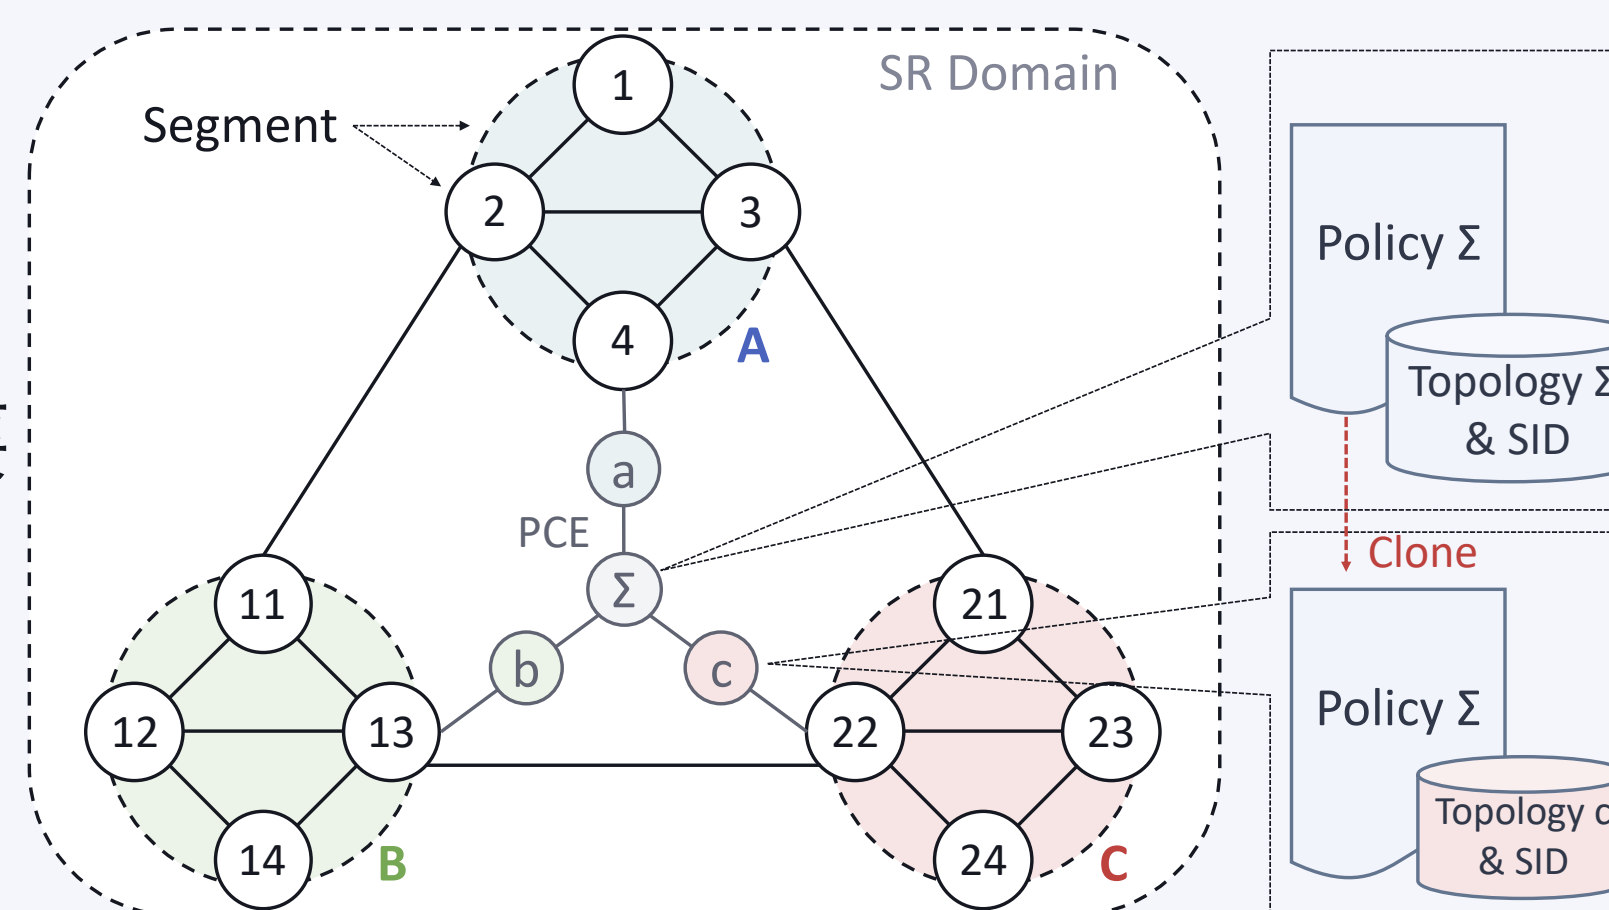 SR Domain
Segment
1
2
3
4
A
a
PCE
Σ
b
c
11
12
13
14
B
21
22
23
24
C
Policy Σ
Topology Σ
& SID
Clone
Policy Σ
Topology c
& SID